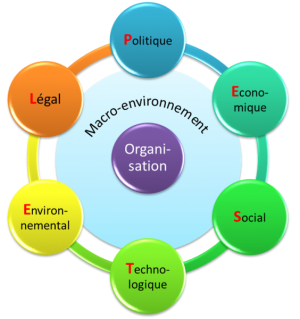 Politique
Econo-
mique
Social
Techno-
logique
Environ-
nemental
Légal
Macro-environnement
Organi-
sation